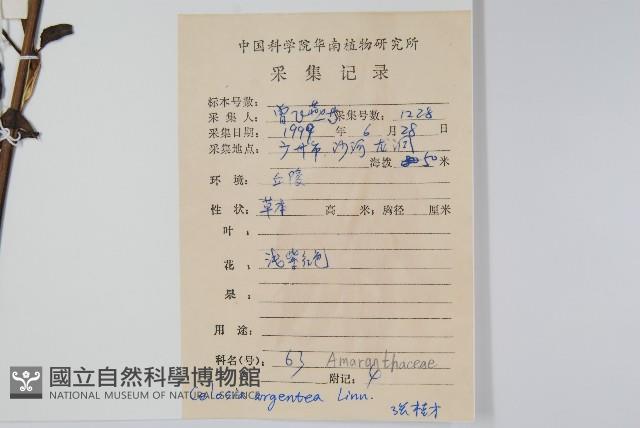 中国科学院华南植物研究所
采集记录
标本号数:
采集人: 曾飞燕 采集号数: 1228
采集日期: 1999 年 6 月 28 日
采集地点: 广州市 沙河 龙洞
海拨 50 米
环境: 丘陵
性状: 草本 高 米; 胸径 厘米
叶:
花: 浅紫红色
果:
用途:
科名(号): 63 Amaranthaceae
附记:
國立自然科學博物館
NATIONAL MUSEUM OF NATURAL SCIENCE
Celosia argentea Linn.
张桂才